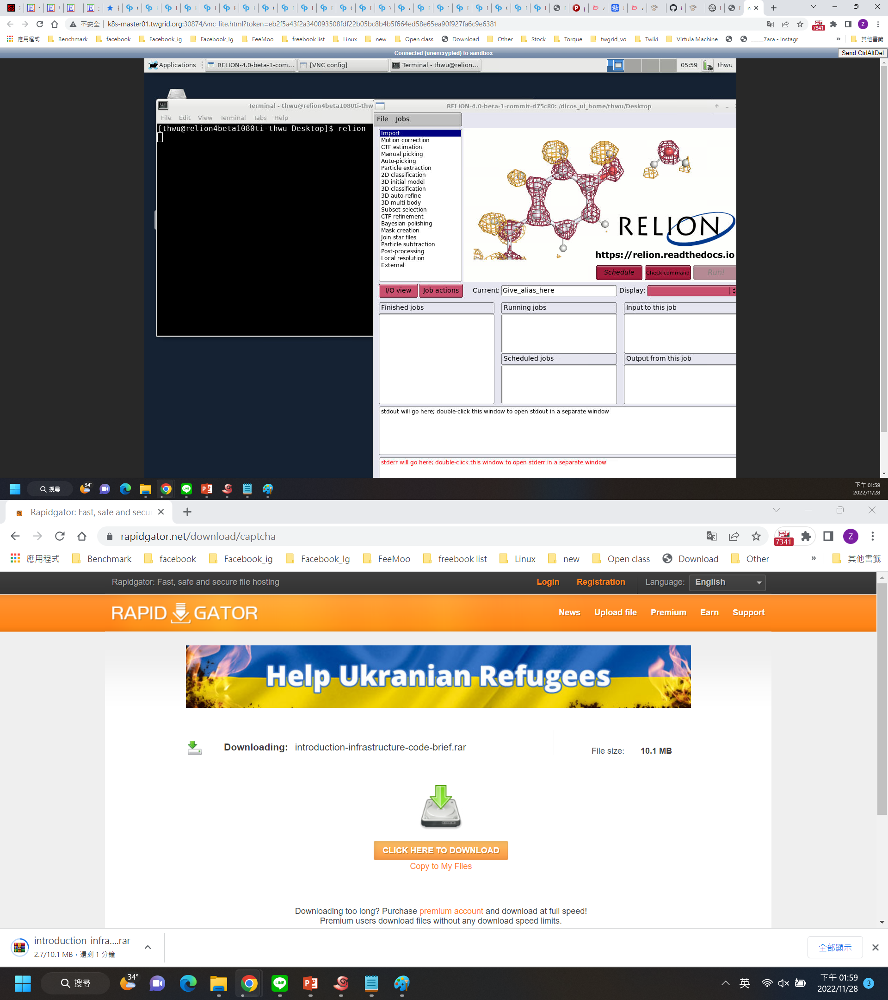 不安全 | k8s-master01.twgrid.org:30874/vnc_lite.html?token=eb2f5a43f2a340093508fdf22b05bc8b4b5f664ed58e65ea90f927fa6c9e6381
7341
Z
應用程式 Benchmark facebook Facebook_ig Facebook_Ig FeeMoo freebook list Linux new Open class Download Other Stock Torque twgrid_vo Twiki Virtula Machine _____7ara - Instagr... » 其他書籤
Connected (unencrypted) to sandbox
Send CtrlAltDel
Applications RELION-4.0-beta-1-com... [VNC config] Terminal - thwu@relion... 05:59 thwu
Terminal - thwu@relion4beta1080ti-thw
File Edit View Terminal Tabs Help
[thwu@relion4beta1080ti-thwu Desktop]$ relion
RELION-4.0-beta-1-commit-d75c80: /dicos_ui_home/thwu/Desktop
File Jobs
Import
Motion correction
CTF estimation
Manual picking
Auto-picking
Particle extraction
2D classification
3D initial model
3D classification
3D auto-refine
3D multi-body
Subset selection
CTF refinement
Bayesian polishing
Mask creation
Join star files
Particle subtraction
Post-processing
Local resolution
External
RELION
https://relion.readthedocs.io
Schedule Check command Run!
I/O view Job actions Current: Give_alias_here Display:
Finished jobs Running jobs Input to this job
Scheduled jobs Output from this job
stdout will go here; double-click this window to open stdout in a separate window
stderr will go here; double-click this window to open stderr in a separate window
搜尋
34°
下午 01:59
2022/11/28
Rapidgator: Fast, safe and secu
rapidgator.net/download/captcha
7341
Z
應用程式 Benchmark facebook Facebook_ig Facebook_Ig FeeMoo freebook list Linux new Open class Download Other » 其他書籤
Rapidgator: Fast, safe and secure file hosting Login Registration Language: English
RAPID GATOR News Upload file Premium Earn Support
Help Ukranian Refugees
Downloading: introduction-infrastructure-code-brief.rar File size: 10.1 MB
CLICK HERE TO DOWNLOAD
Copy to My Files
Downloading too long? Purchase premium account and download at full speed!
Premium users download files without any download speed limits.
introduction-infra....rar
2.7/10.1 MB，還剩 1 分鐘
全部顯示
搜尋
34°
LINE
英
下午 01:59
2022/11/28
3